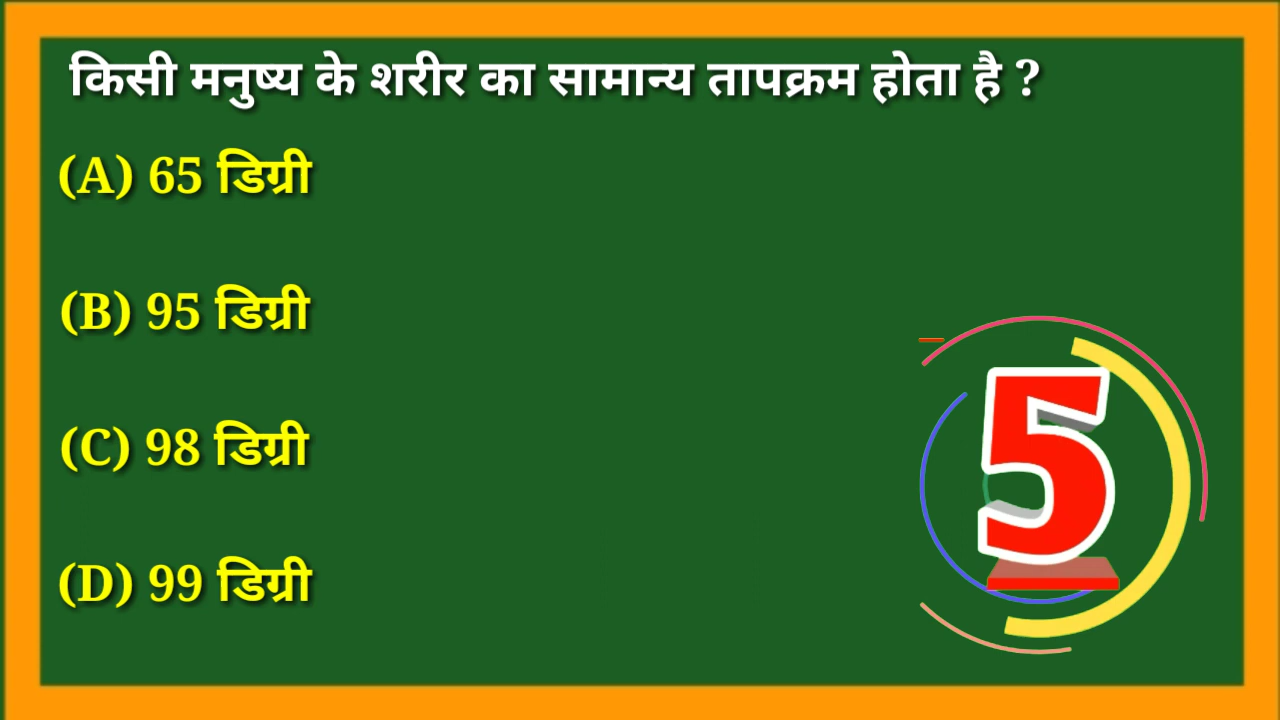 किसी मनुष्य के शरीर का सामान्य तापक्रम होता है ?
(A) 65 डिग्री
(B) 95 डिग्री
(C) 98 डिग्री
(D) 99 डिग्री
5